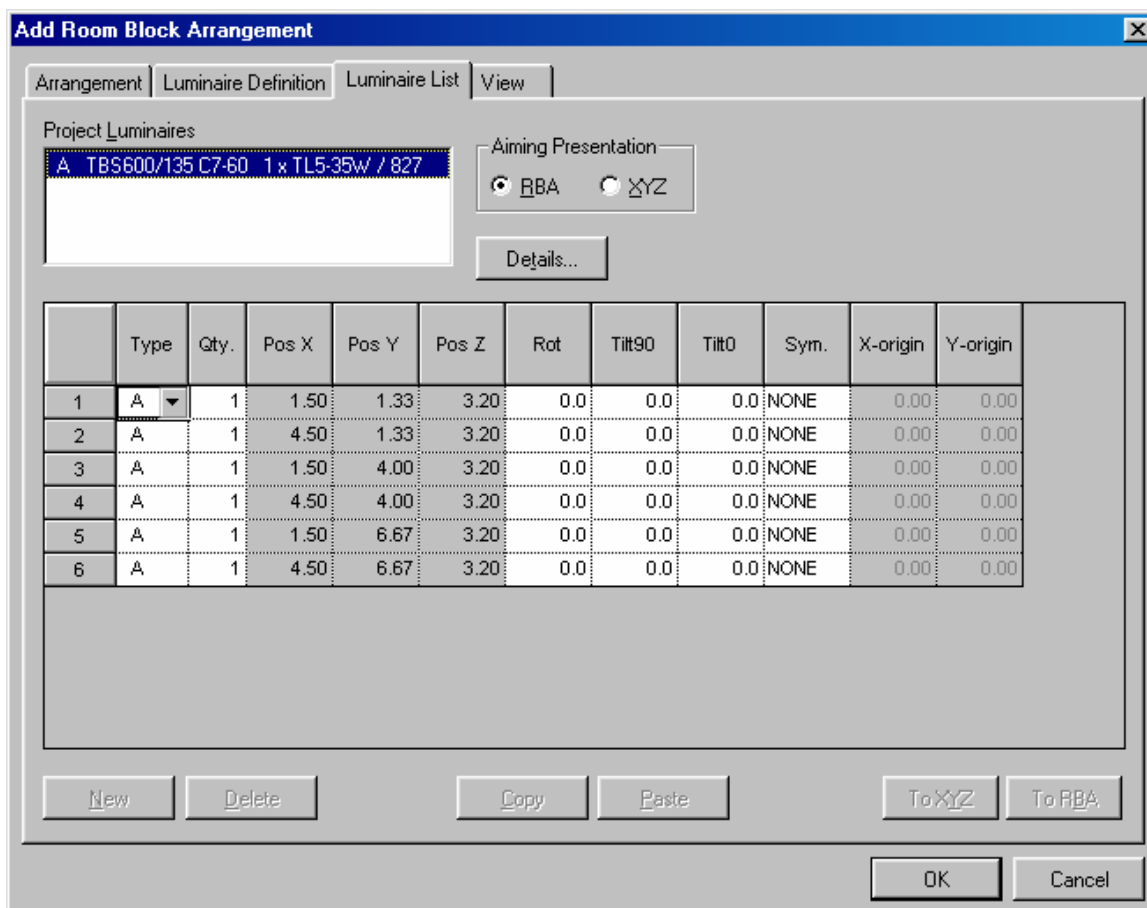 Add Room Block Arrangement
Arrangement Luminaire Definition Luminaire List View
Project Luminaires
A TBS600/135 C7-60 1 x TL5-35W / 827
Aiming Presentation
RBA XYZ
Details...
Type Qty. Pos X Pos Y Pos Z Rot Tilt90 Tilt0 Sym. X-origin Y-origin
1 A 1 1.50 1.33 3.20 0.0 0.0 0.0 NONE 0.00 0.00
2 A 1 4.50 1.33 3.20 0.0 0.0 0.0 NONE 0.00 0.00
3 A 1 1.50 4.00 3.20 0.0 0.0 0.0 NONE 0.00 0.00
4 A 1 4.50 4.00 3.20 0.0 0.0 0.0 NONE 0.00 0.00
5 A 1 1.50 6.67 3.20 0.0 0.0 0.0 NONE 0.00 0.00
6 A 1 4.50 6.67 3.20 0.0 0.0 0.0 NONE 0.00 0.00
New Delete Copy Paste To XYZ To RBA
OK Cancel